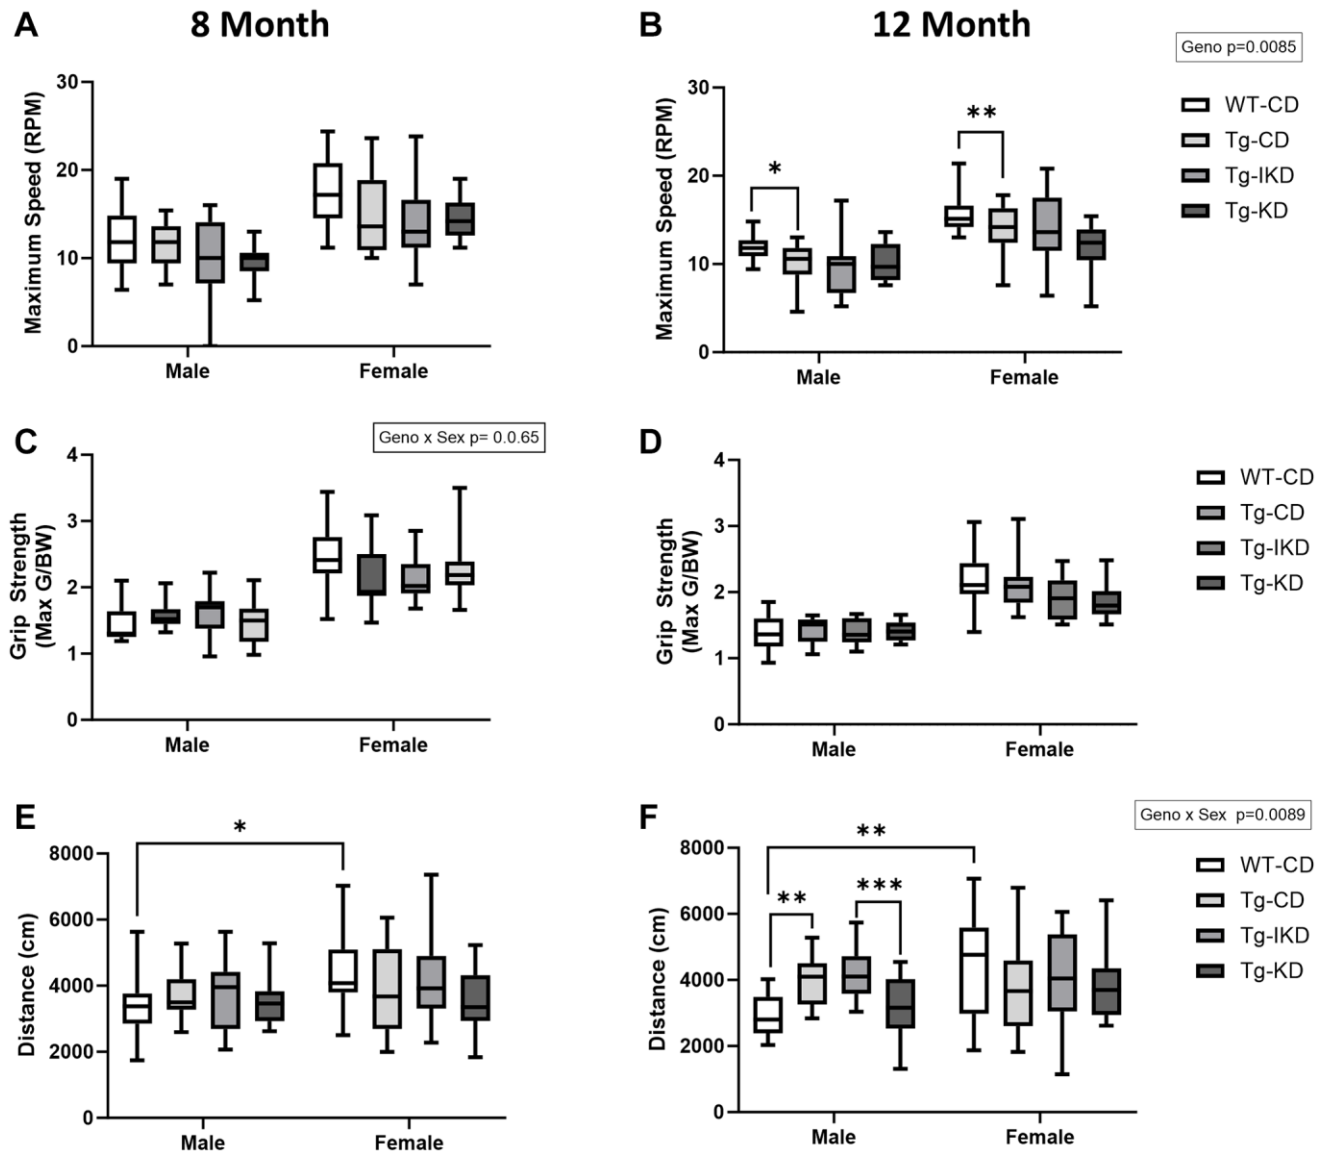 A
8 Month
B
12 Month
Geno p=0.0085
Maximum Speed (RPM)
30
20
10
0
Male
Female
Maximum Speed (RPM)
30
20
10
0
*
**
Male
Female
WT-CD
Tg-CD
Tg-IKD
Tg-KD
C
Geno x Sex p= 0.0.65
Grip Strength
(Max G/BW)
4
3
2
1
0
Male
Female
D
Grip Strength
(Max G/BW)
4
3
2
1
0
Male
Female
WT-CD
Tg-CD
Tg-IKD
Tg-KD
E
Distance (cm)
8000
6000
4000
2000
0
*
Male
Female
F
Geno x Sex p=0.0089
Distance (cm)
8000
6000
4000
2000
0
**
**
***
Male
Female
WT-CD
Tg-CD
Tg-IKD
Tg-KD